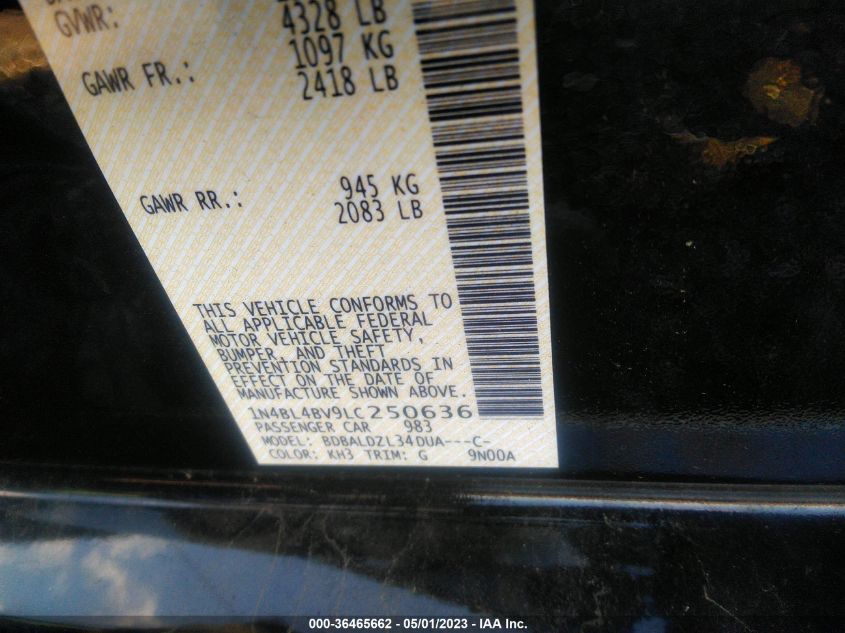 GVWR: 4328 LB
1097 KG
GAWR FR.: 2418 LB
945 KG
GAWR RR.: 2083 LB
THIS VEHICLE CONFORMS TO
ALL APPLICABLE FEDERAL
MOTOR VEHICLE SAFETY,
BUMPER, AND THEFT
PREVENTION STANDARDS IN
EFFECT ON THE DATE OF
MANUFACTURE SHOWN ABOVE.
1N4BL4BV9LC250636
PASSENGER CAR 983
MODEL: BDBALDZL34DUA---C-
COLOR: KH3 TRIM: G 9N00A
000-36465662 - 05/01/2023 - IAA Inc.